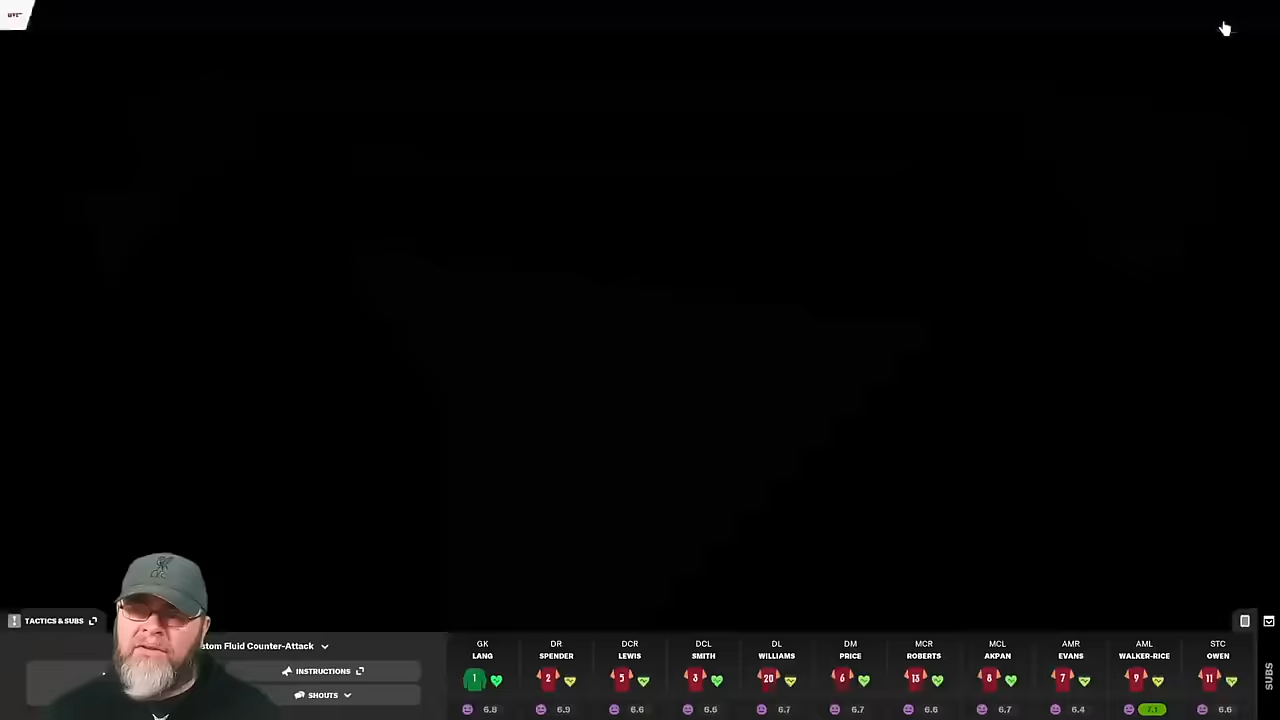 TACTICS & SUBS
stom Fluid Counter-Attack
INSTRUCTIONS
SHOUTS
GK DR DCR DCL DL DM MCR MCL AMR AML STC
LANG SPENDER LEWIS SMITH WILLIAMS PRICE ROBERTS AKPAN EVANS WALKER-RICE OWEN
1 2 5 3 20 6 13 8 7 9 11
6.8 6.9 6.6 6.6 6.7 6.7 6.6 6.7 6.4 7.1 6.6
SUBS